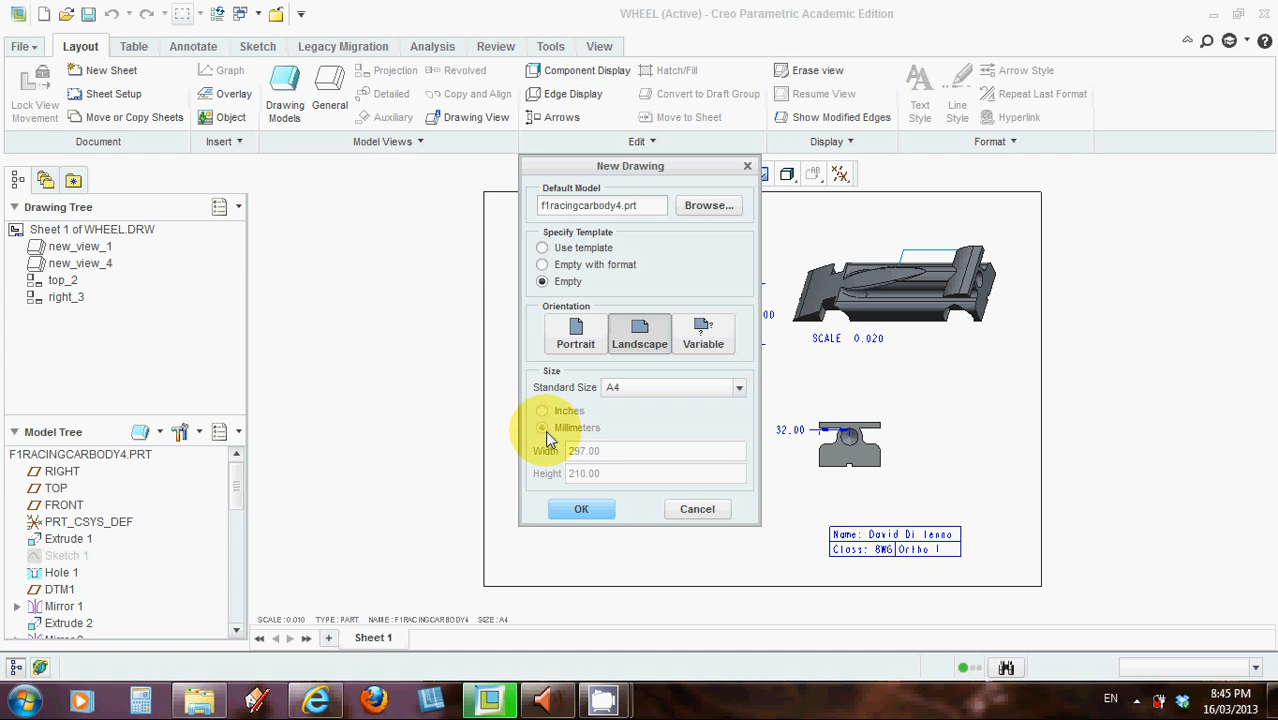 WHEEL (Active) - Creo Parametric Academic Edition
File Layout Table Annotate Sketch Legacy Migration Analysis Review Tools View
Lock View Movement
New Sheet
Sheet Setup
Move or Copy Sheets
Document
Graph
Overlay
Object
Insert
Drawing Models
General
Projection
Detailed
Auxiliary
Revolved
Copy and Align
Drawing View
Model Views
Component Display
Edge Display
Arrows
Hatch/Fill
Convert to Draft Group
Move to Sheet
Edit
Erase view
Resume View
Show Modified Edges
Display
Text Style
Line Style
Arrow Style
Repeat Last Format
Hyperlink
Format
Drawing Tree
Sheet 1 of WHEEL.DRW
new_view_1
new_view_4
top_2
right_3
Model Tree
F1RACINGCARBODY4.PRT
RIGHT
TOP
FRONT
PRT_CSYS_DEF
Extrude 1
Sketch 1
Hole 1
DTM1
Mirror 1
Extrude 2
New Drawing
Default Model
f1racingcarbody4.prt Browse...
Specify Template
Use template
Empty with format
Empty
Orientation
Portrait Landscape Variable
Size
Standard Size A4
Inches
Millimeters
Width 297.00
Height 210.00
OK Cancel
00
SCALE 0.020
32.00
Name: David Di Ienno
Class: 8WG Ortho 1
SCALE:0.010 TYPE:PART NAME:F1RACINGCARBODY4 SIZE:A4
Sheet 1
EN
8:45 PM
16/03/2013